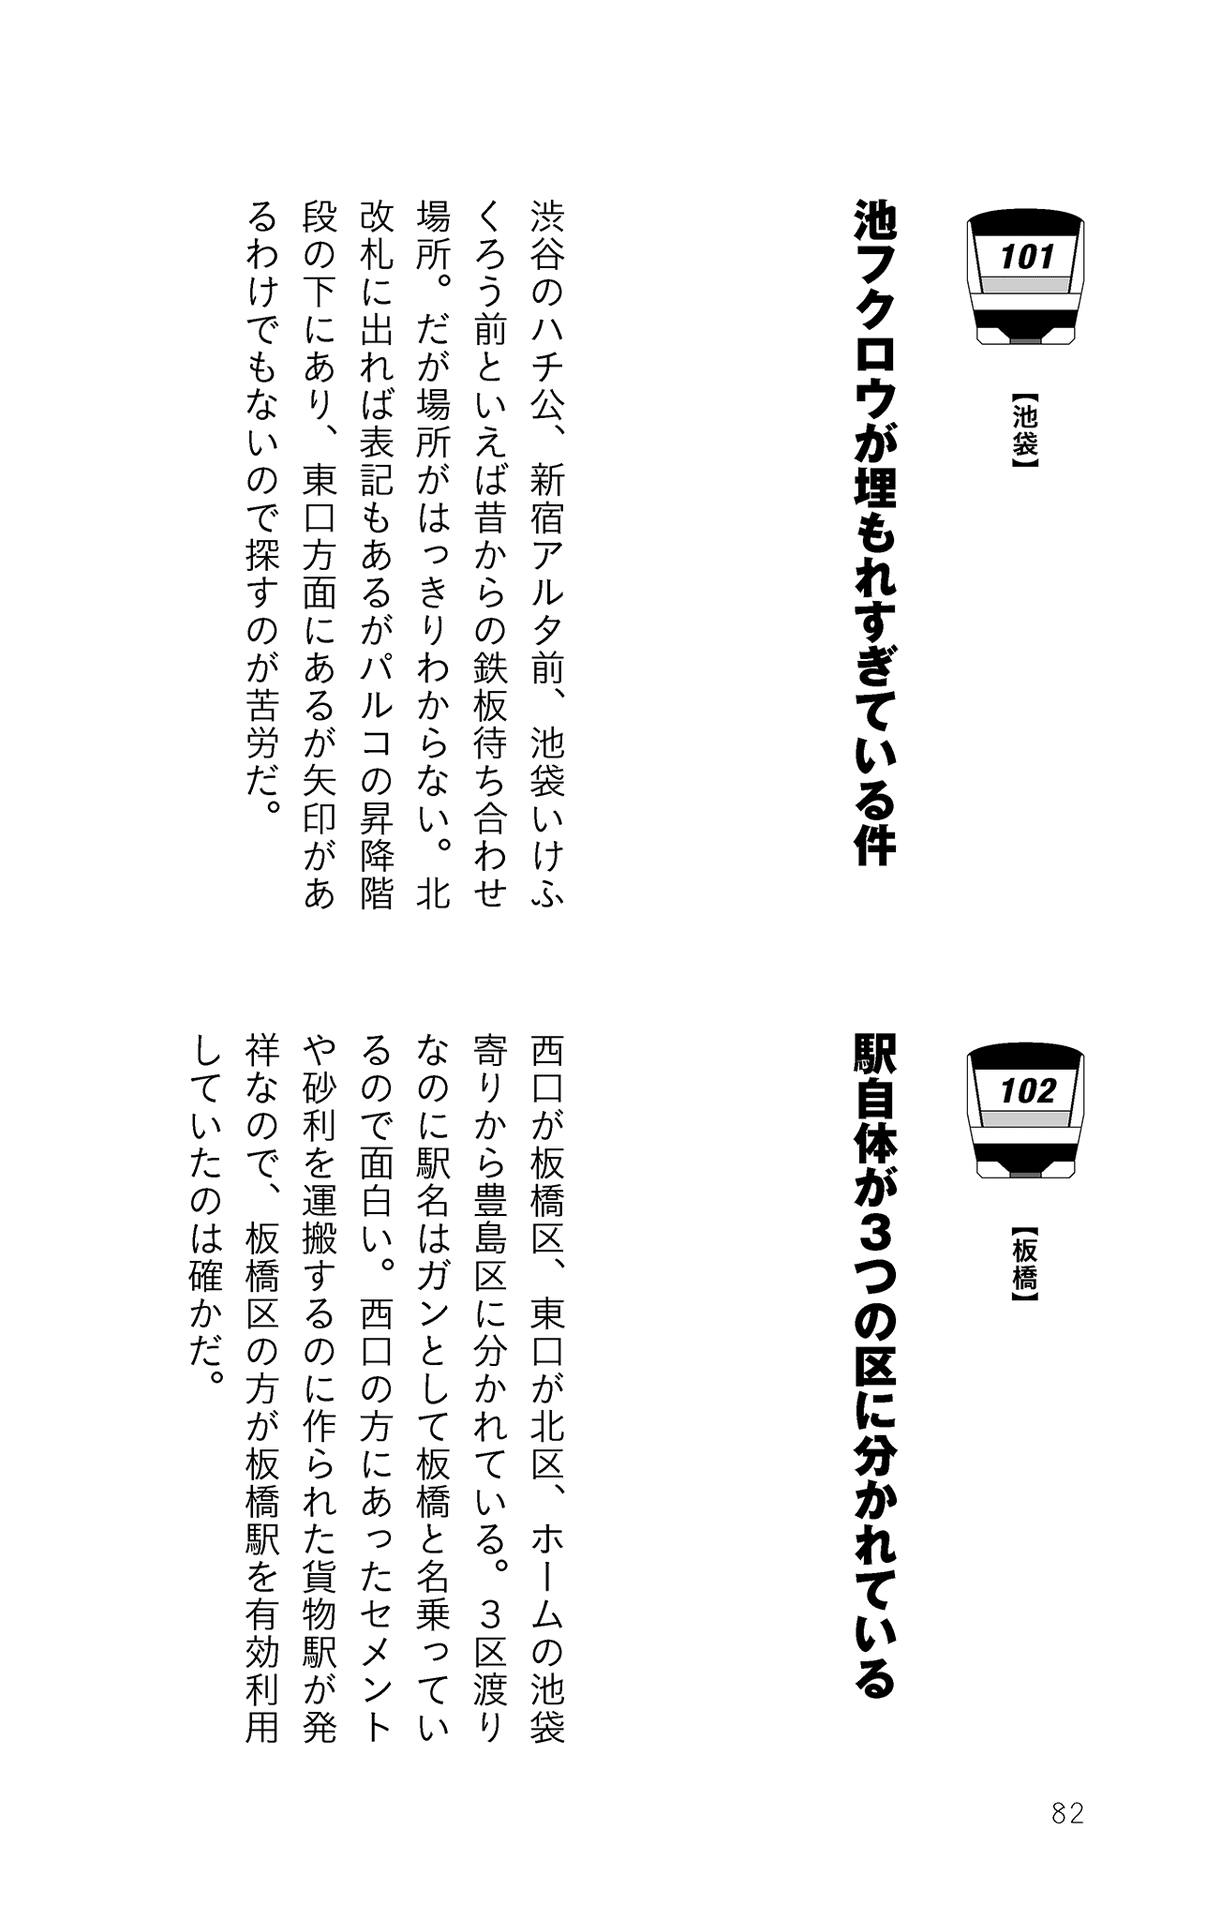 101
【池袋】
池フクロウが埋もれすぎている件
渋谷のハチ公、新宿アルタ前、池袋いけふ
くろう前といえば昔からの鉄板待ち合わせ
場所。だが場所がはっきりわからない。北
改札に出れば表記もあるがパルコの昇降階
段の下にあり、東口方面にあるが矢印があ
るわけでもないので探すのが苦労だ。
102
【板橋】
駅自体が3つの区に分かれている
西口が板橋区、東口が北区、ホームの池袋
寄りから豊島区に分かれている。3区渡り
なのに駅名はガンとして板橋と名乗ってい
るので面白い。西口の方にあったセメント
や砂利を運搬するのに作られた貨物駅が発
祥なので、板橋区の方が板橋駅を有効利用
していたのは確かだ。
82